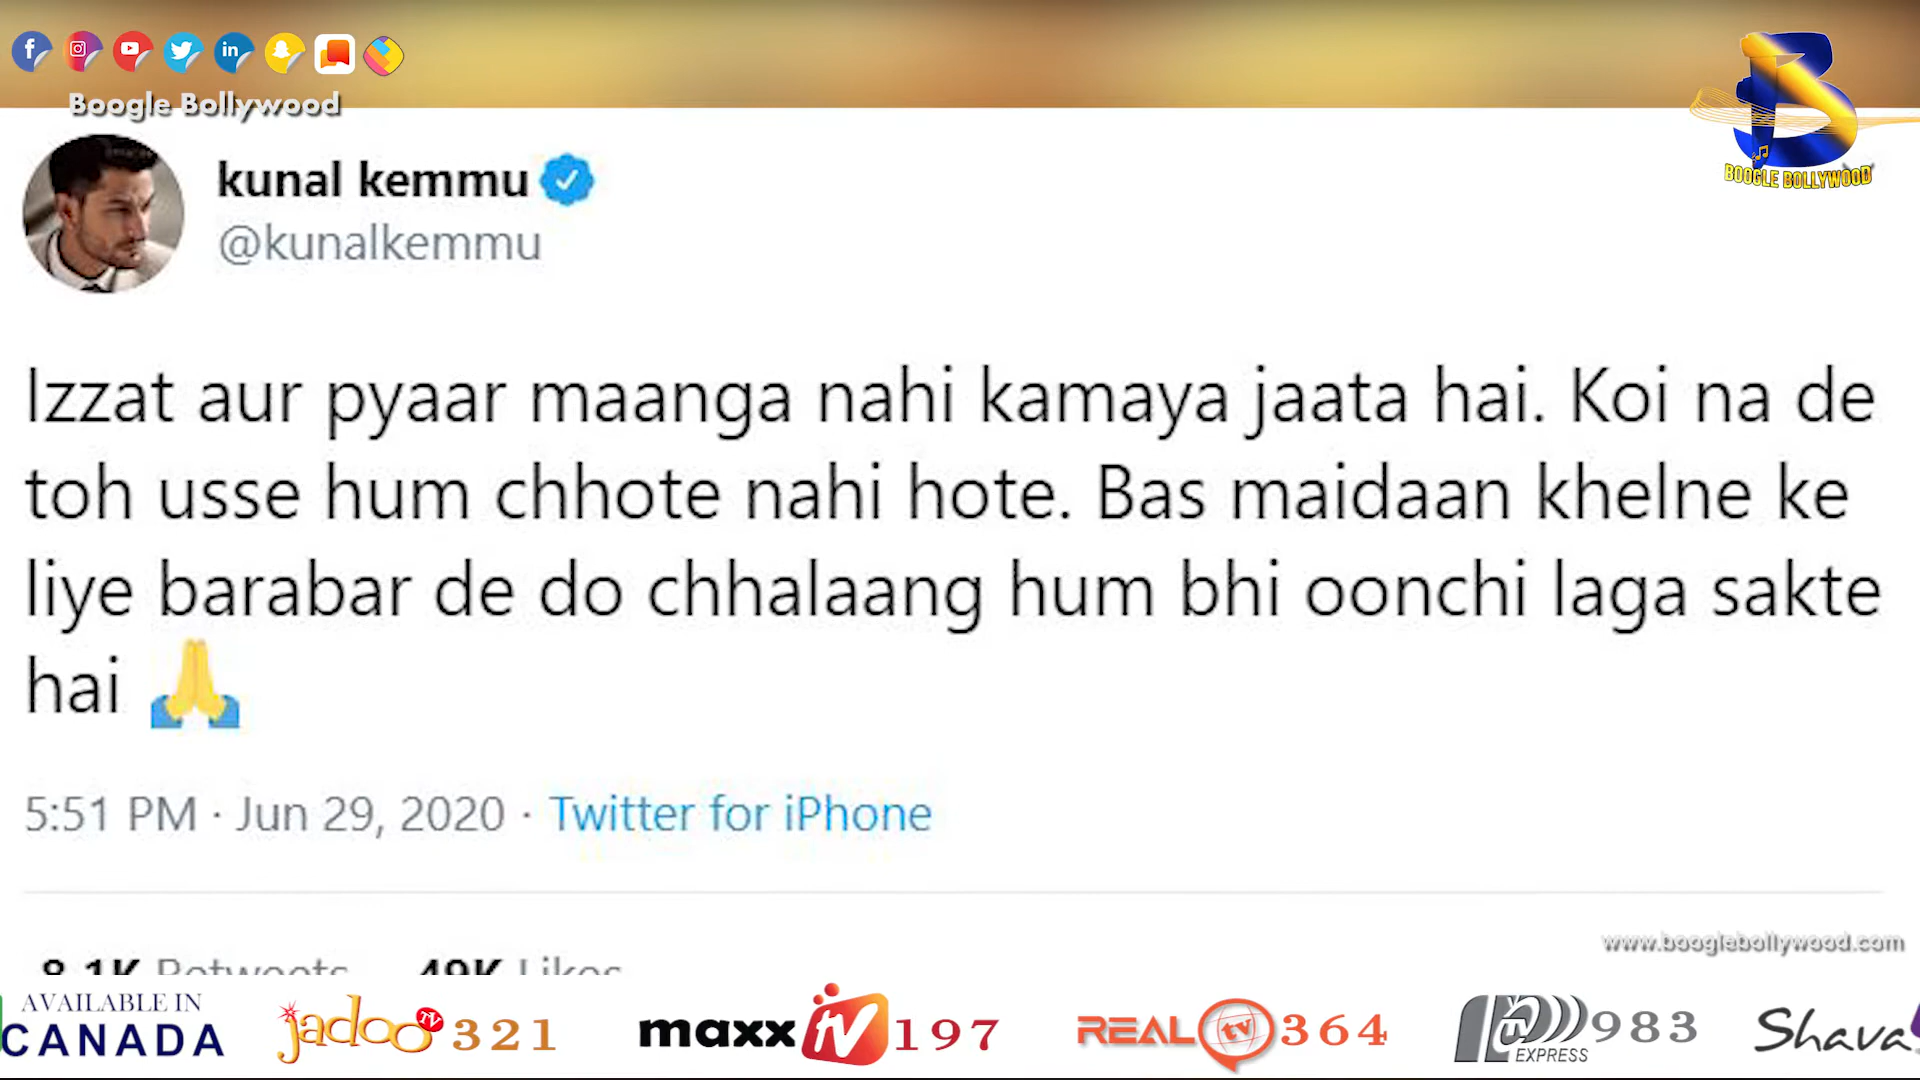 Boogle Bollywood
BOOGLE BOLLYWOOD
kunal kemmu
@kunalkemmu
Izzat aur pyaar maanga nahi kamaya jaata hai. Koi na de
toh usse hum chhote nahi hote. Bas maidaan khelne ke
liye barabar de do chhalaang hum bhi oonchi laga sakte
hai
5:51 PM · Jun 29, 2020 · Twitter for iPhone
www.booglebollywood.com
8.1K Retweets 49K Likes
AVAILABLE IN
CANADA
jadoo TV 321
maxx tv 197
REAL tv 364
EXPRESS 983
Shava